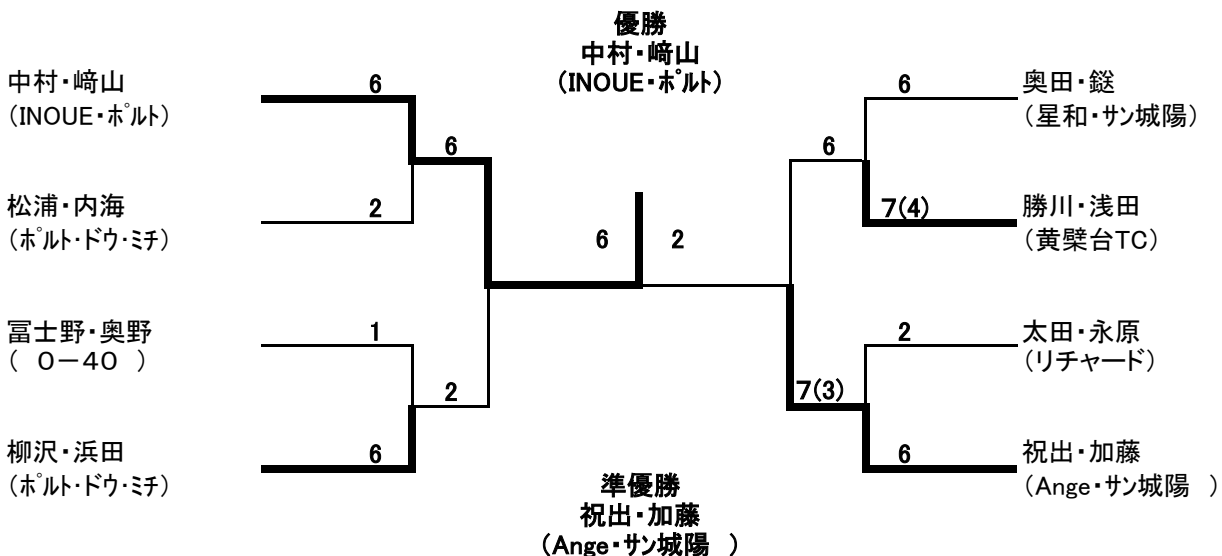 優勝
中村・﨑山
(INOUE・ポルト)
中村・﨑山
(INOUE・ポルト)
6
6
松浦・内海
(ポルト・ドウ・ミチ)
2
冨士野・奥野
( 0－40 )
1
2
柳沢・浜田
(ポルト・ドウ・ミチ)
6
6
2
6
奥田・鎹
(星和・サン城陽)
6
7(4)
勝川・浅田
(黄檗台TC)
2
太田・永原
(リチャード)
7(3)
6
祝出・加藤
(Ange・サン城陽 )
準優勝
祝出・加藤
(Ange・サン城陽 )